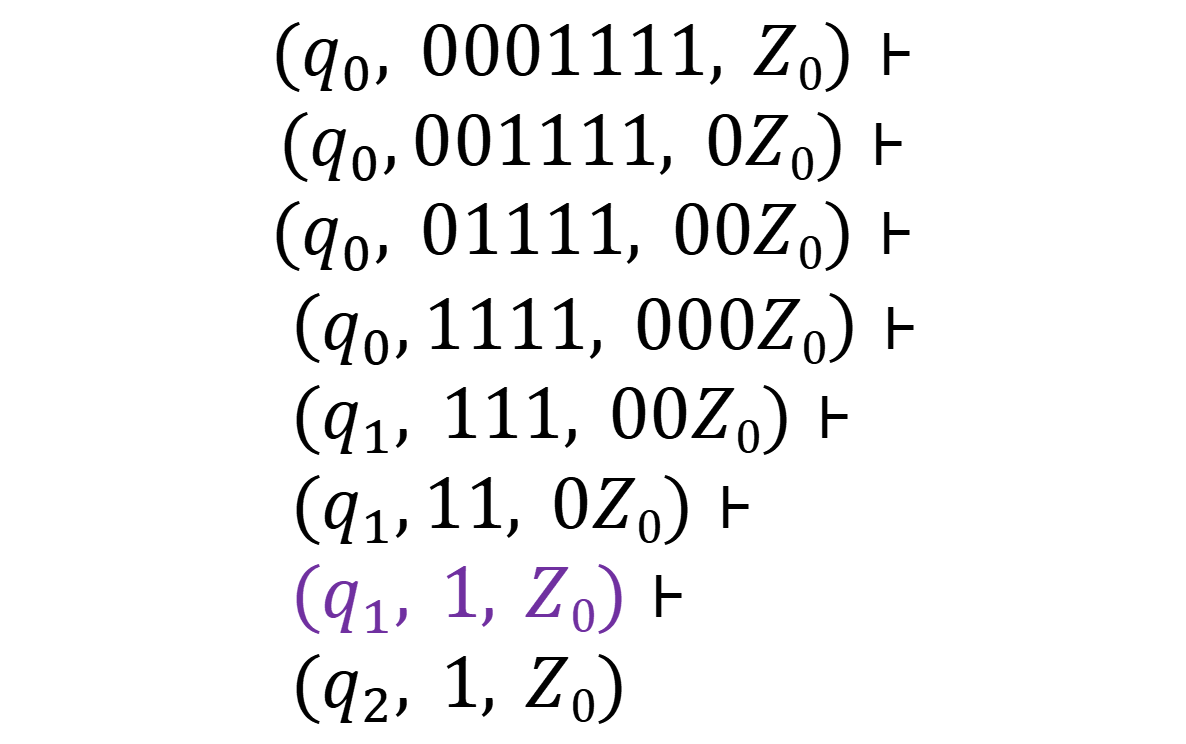 (q₀, 0001111, Z₀) ⊢
(q₀, 001111, 0Z₀) ⊢
(q₀, 01111, 00Z₀) ⊢
(q₀, 1111, 000Z₀) ⊢
(q₁, 111, 00Z₀) ⊢
(q₁, 11, 0Z₀) ⊢
(q₁, 1, Z₀) ⊢
(q₂, 1, Z₀)